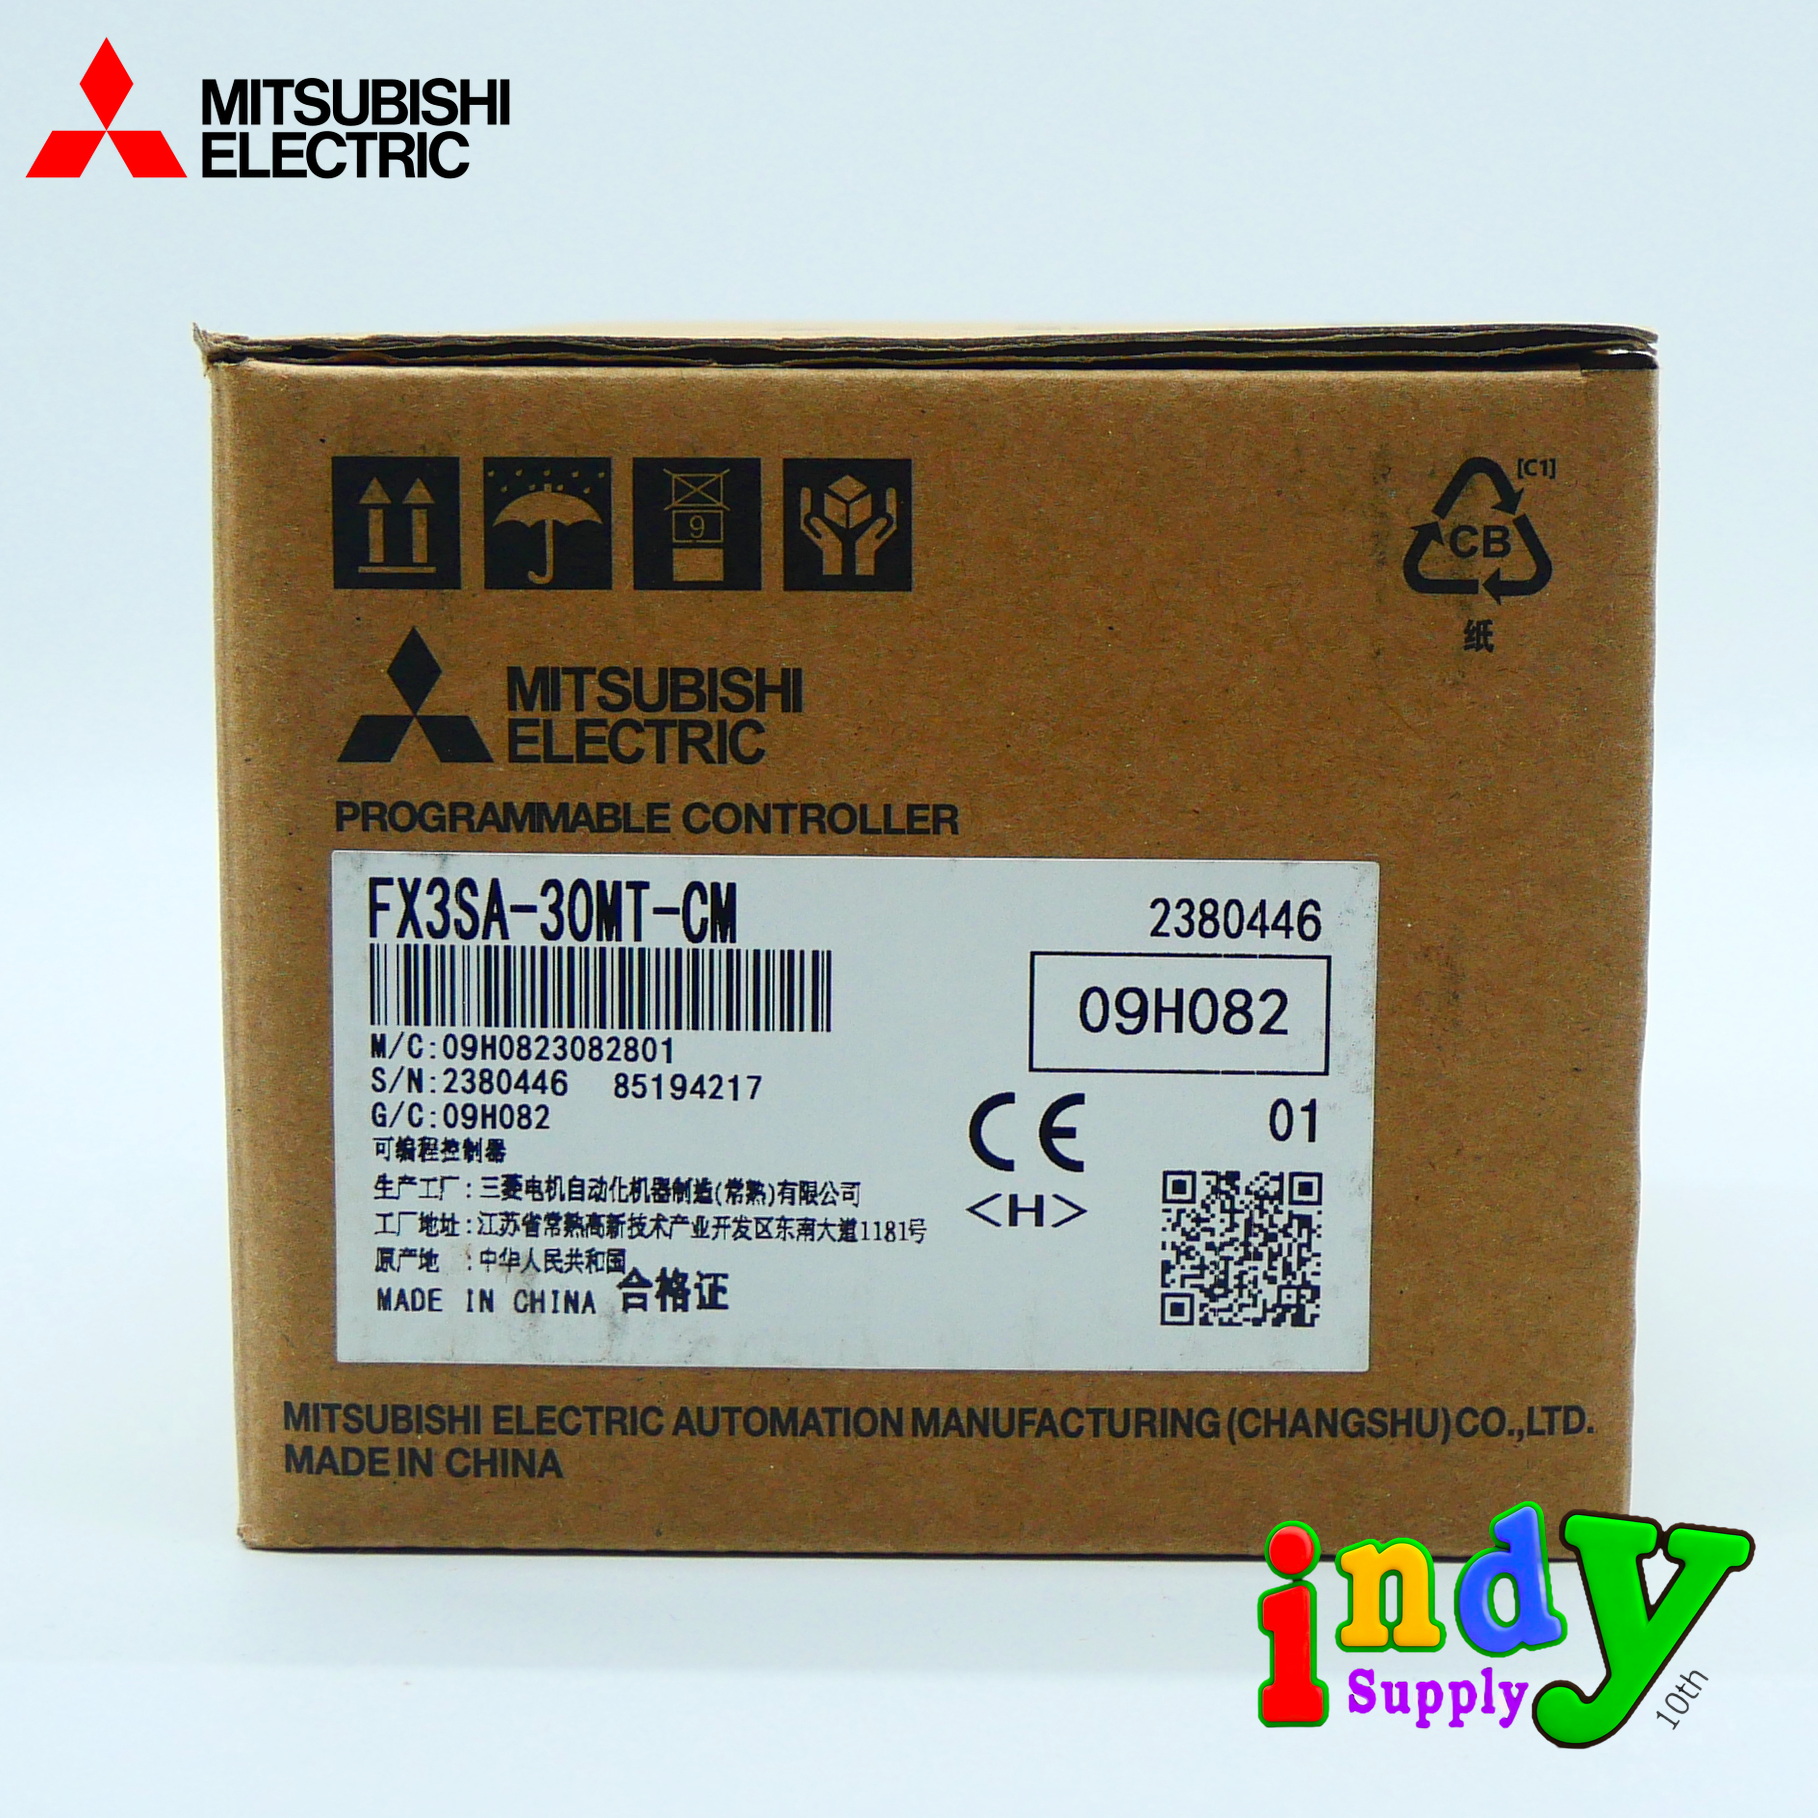 MITSUBISHI
ELECTRIC
[C1]
9
CB
纸
MITSUBISHI
ELECTRIC
PROGRAMMABLE CONTROLLER
FX3SA-30MT-CM
2380446
09H082
M/C:09H0823082801
S/N:2380446 85194217
G/C:09H082
CE
01
<H>
可编程控制器
生产工厂:三菱电机自动化机器制造(常熟)有限公司
工厂地址:江苏省常熟高新技术产业开发区东南大道1181号
原产地 :中华人民共和国
MADE IN CHINA 合格证
MITSUBISHI ELECTRIC AUTOMATION MANUFACTURING (CHANGSHU) CO.,LTD.
MADE IN CHINA
indy
Supply
10th